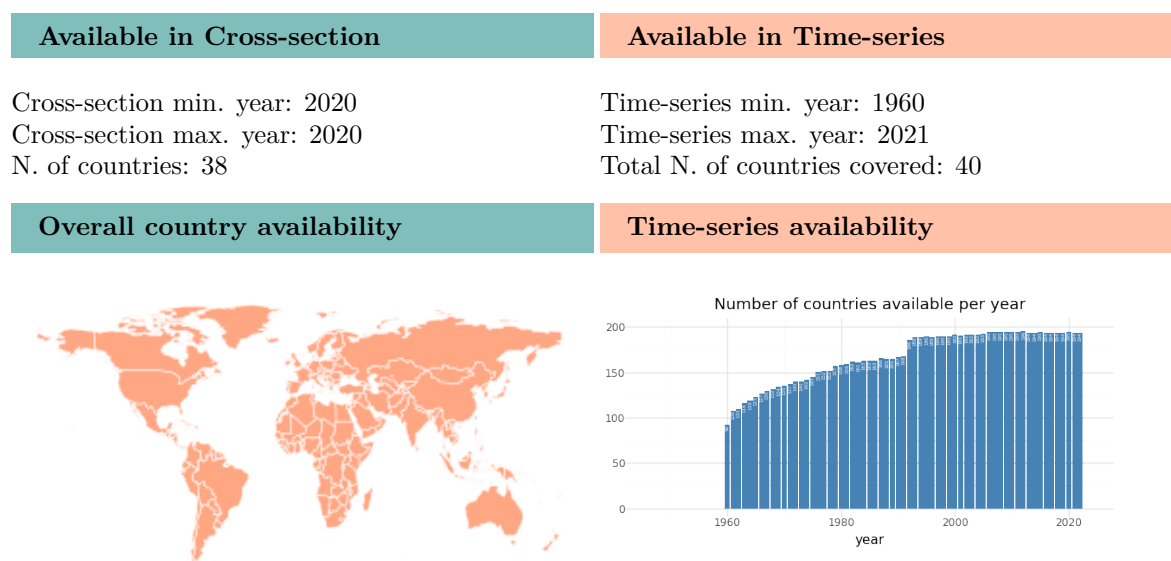 Available in Cross-section
Cross-section min. year: 2020
Cross-section max. year: 2020
N. of countries: 38
Available in Time-series
Time-series min. year: 1960
Time-series max. year: 2021
Total N. of countries covered: 40
Overall country availability
Time-series availability
Number of countries available per year
200
150
100
50
0
1960 1980 2000 2020
year